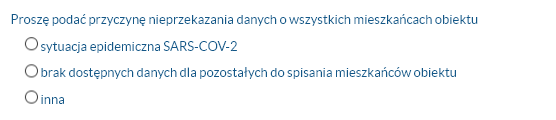 Proszę podać przyczynę nieprzekazania danych o wszystkich mieszkańcach obiektu
sytuacja epidemiczna SARS-COV-2
brak dostępnych danych dla pozostałych do spisania mieszkańców obiektu
inna